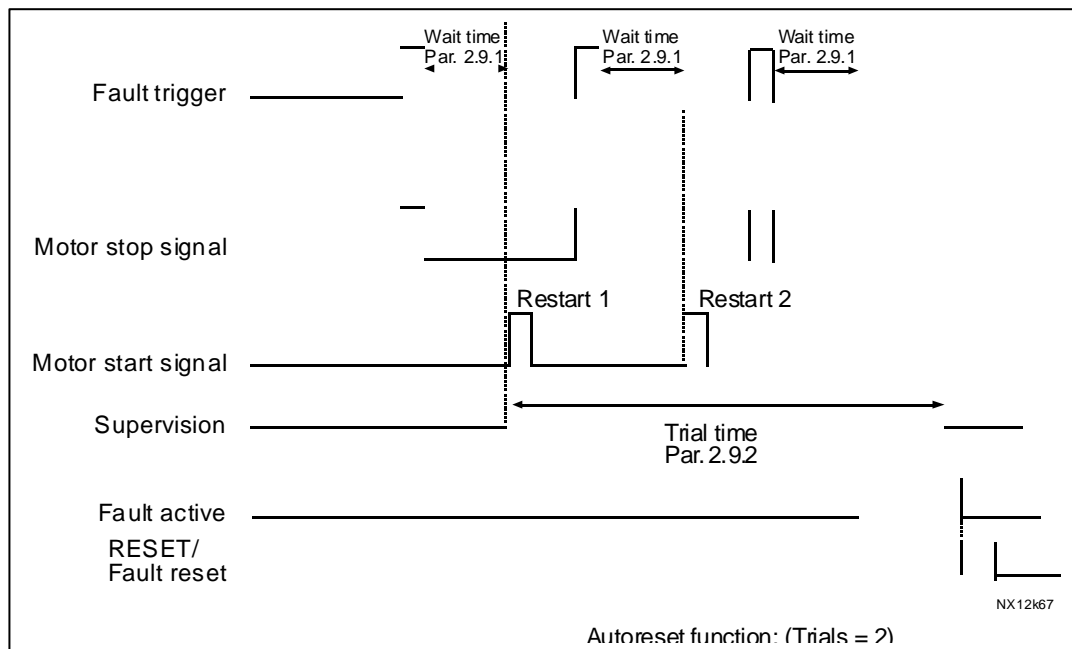 Wait time
Par. 2.9.1
Wait time
Par. 2.9.1
Wait time
Par. 2.9.1
Fault trigger
Motor stop signal
Restart 1
Restart 2
Motor start signal
Supervision
Trial time
Par. 2.9.2
Fault active
RESET/
Fault reset
NX12k67
Autoreset function: (Trials = 2)